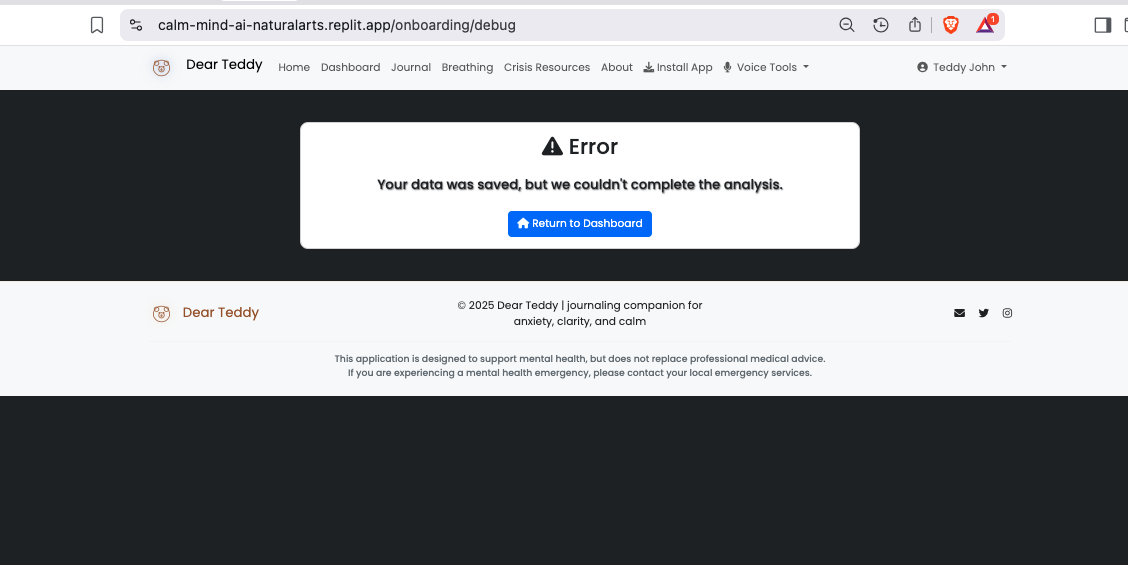 calm-mind-ai-naturalarts.replit.app/onboarding/debug
1
Dear Teddy
Home Dashboard Journal Breathing Crisis Resources About Install App Voice Tools
Teddy John
Error
Your data was saved, but we couldn't complete the analysis.
Return to Dashboard
Dear Teddy
© 2025 Dear Teddy | journaling companion for
anxiety, clarity, and calm
This application is designed to support mental health, but does not replace professional medical advice.
If you are experiencing a mental health emergency, please contact your local emergency services.